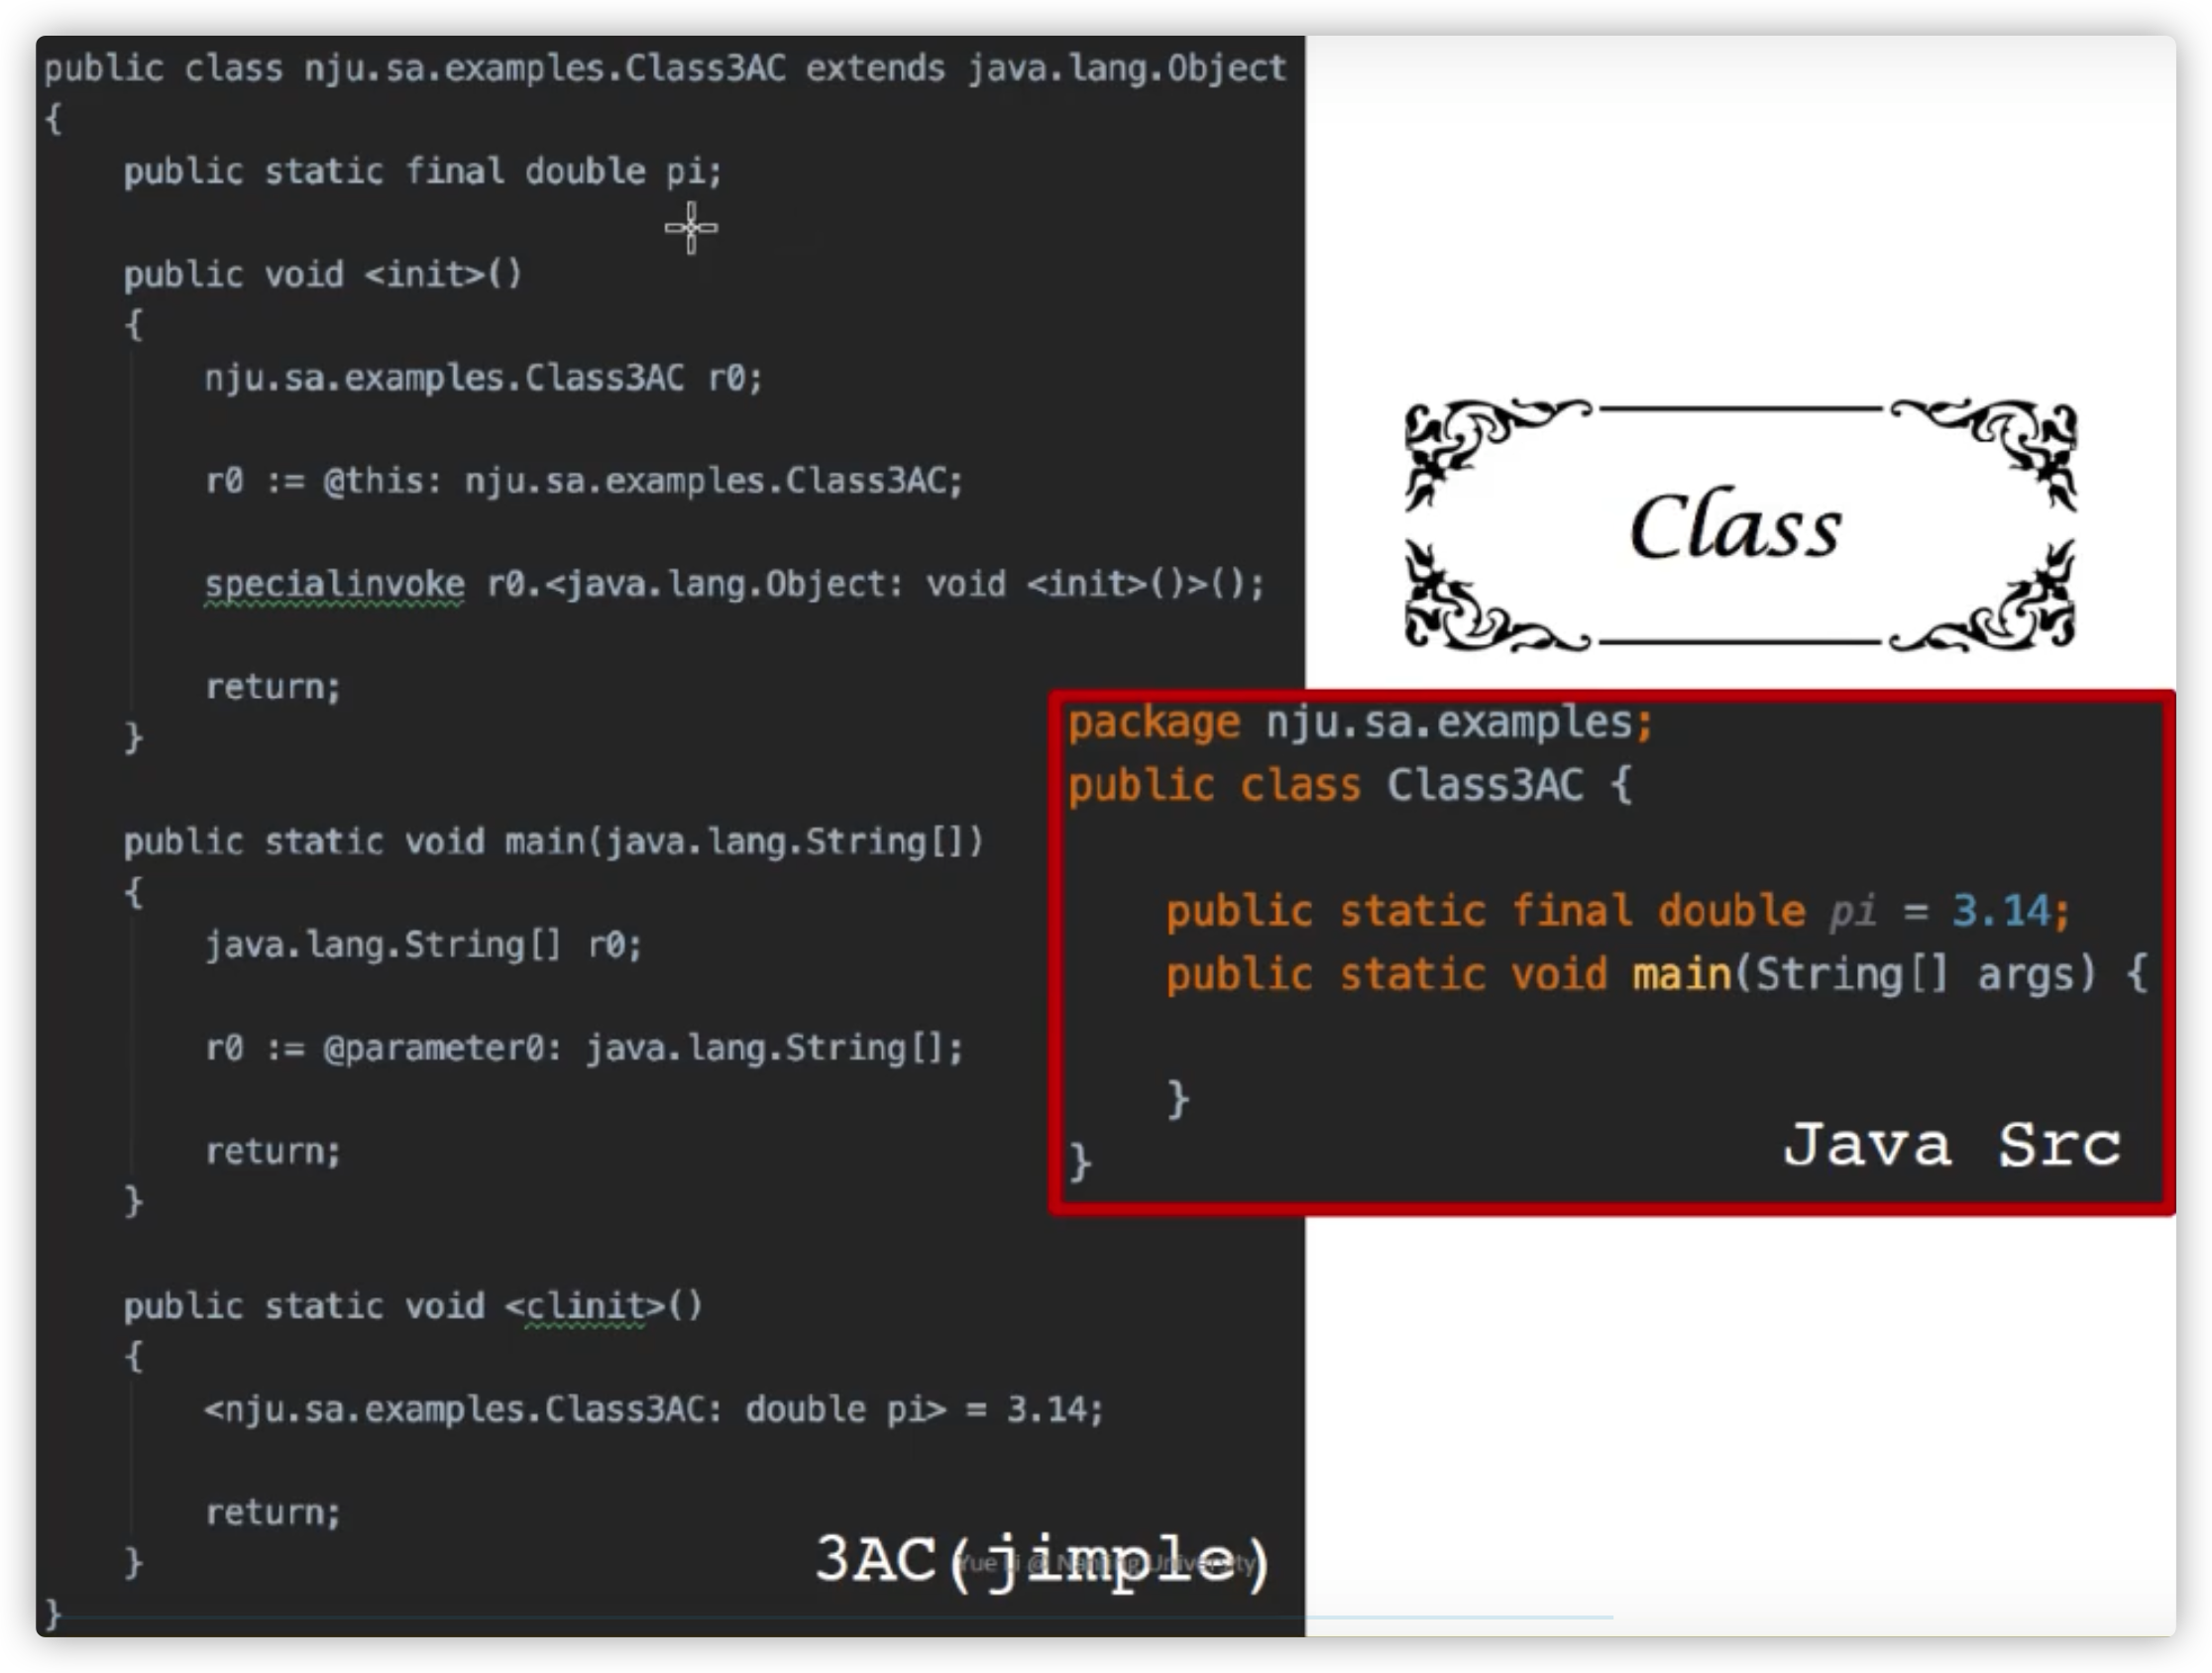 public class nju.sa.examples.Class3AC extends java.lang.Object
{
public static final double pi;
public void <init>()
{
nju.sa.examples.Class3AC r0;
r0 := @this: nju.sa.examples.Class3AC;
specialinvoke r0.<java.lang.Object: void <init>()>();
return;
}
public static void main(java.lang.String[])
{
java.lang.String[] r0;
r0 := @parameter0: java.lang.String[];
return;
}
public static void <clinit>()
{
<nju.sa.examples.Class3AC: double pi> = 3.14;
return;
}
}
3AC(jimple)
Yue Li @ Nanjing University
Class
package nju.sa.examples;
public class Class3AC {
public static final double pi = 3.14;
public static void main(String[] args) {
}
}
Java Src